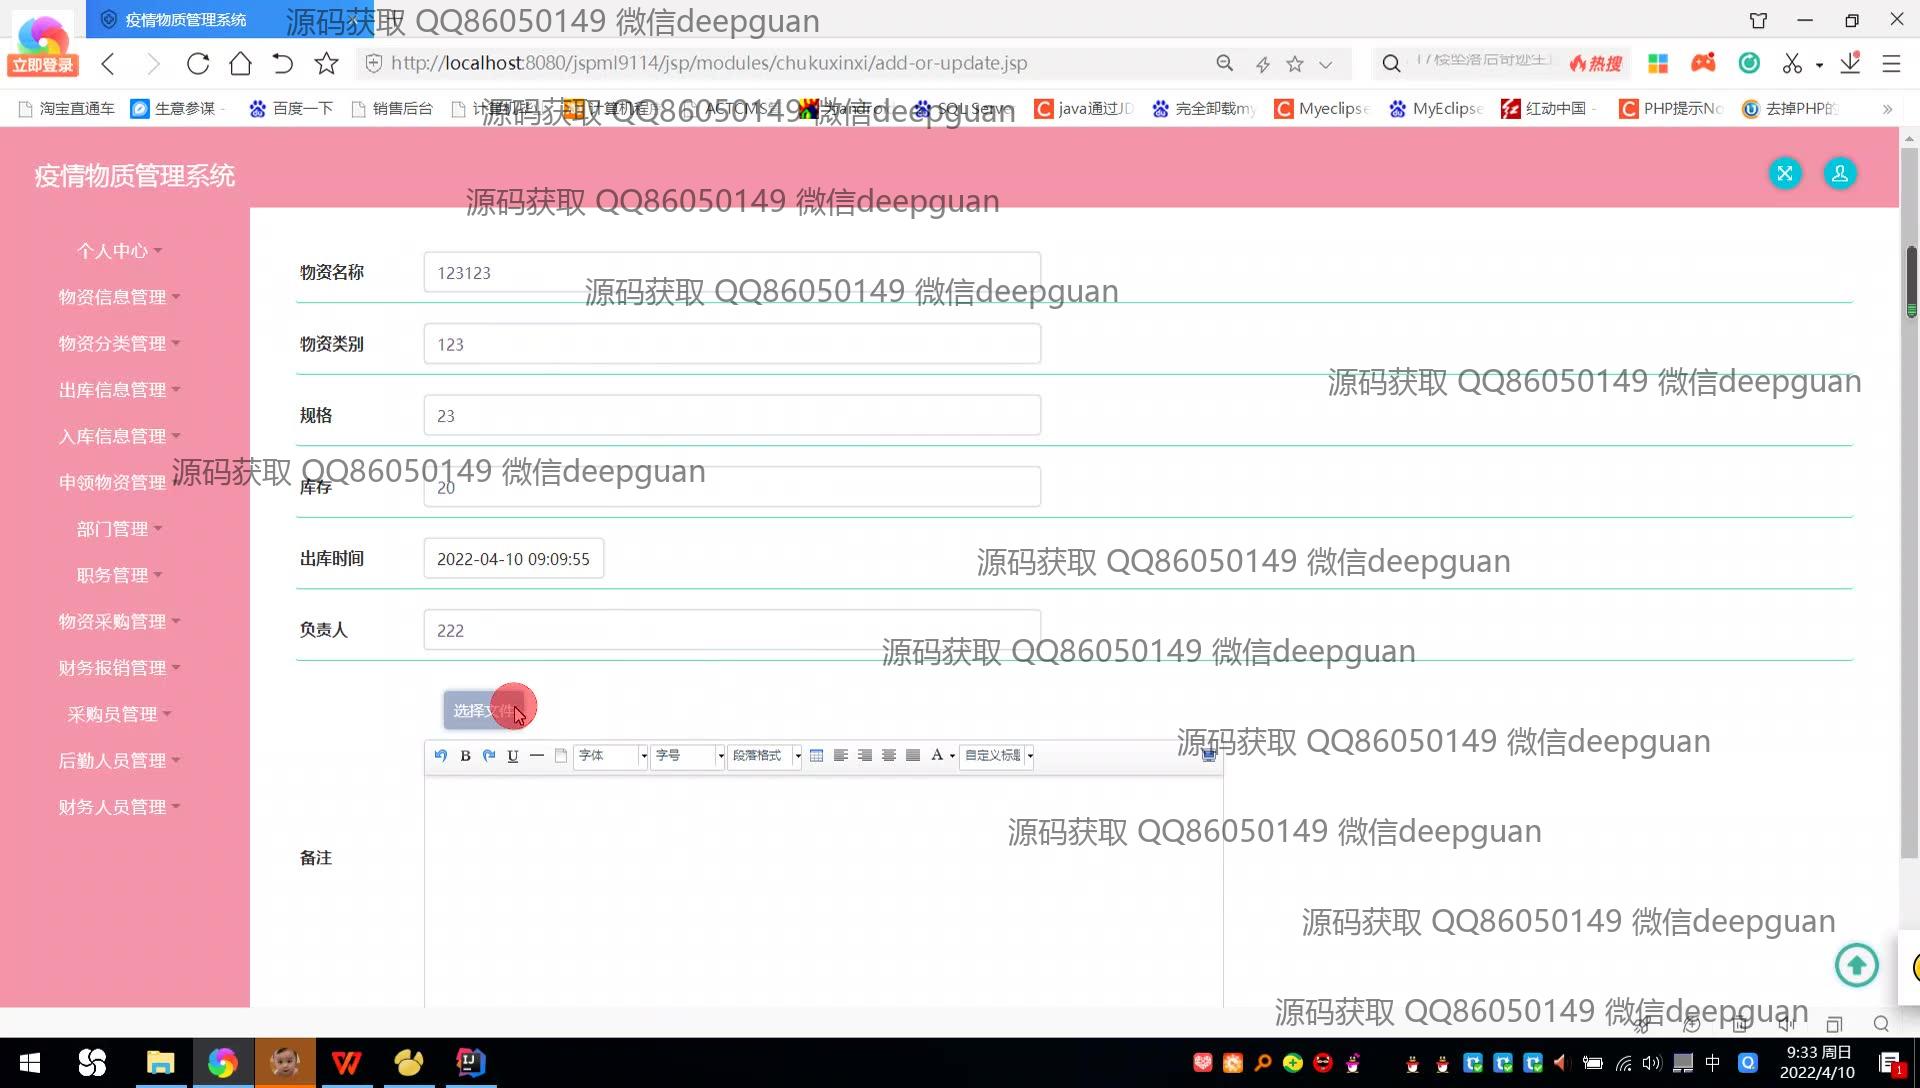 疫情物质管理系统
源码获取 QQ86050149 微信deepguan
立即登录
http://localhost:8080/jspml9114/jsp/modules/chukuxinxi/add-or-update.jsp
热搜
淘宝直通车
生意参谋 -
百度一下
销售后台
源码获取 QQ86050149 微信deepguan
java通过JD
完全卸载my
Myeclipse
MyEclipse
红动中国 -
PHP提示No
去掉PHP的
疫情物质管理系统
源码获取 QQ86050149 微信deepguan
个人中心
物资信息管理
物资分类管理
出库信息管理
入库信息管理
申领物资管理
部门管理
职务管理
物资采购管理
财务报销管理
采购员管理
后勤人员管理
财务人员管理
物资名称
123123
源码获取 QQ86050149 微信deepguan
物资类别
123
源码获取 QQ86050149 微信deepguan
规格
23
源码获取 QQ86050149 微信deepguan
库存
20
出库时间
2022-04-10 09:09:55
源码获取 QQ86050149 微信deepguan
负责人
222
源码获取 QQ86050149 微信deepguan
选择文件
B
U
字体
字号
段落格式
A
自定义标题
源码获取 QQ86050149 微信deepguan
源码获取 QQ86050149 微信deepguan
备注
源码获取 QQ86050149 微信deepguan
源码获取 QQ86050149 微信deepguan
中
9:33 周日
2022/4/10
1